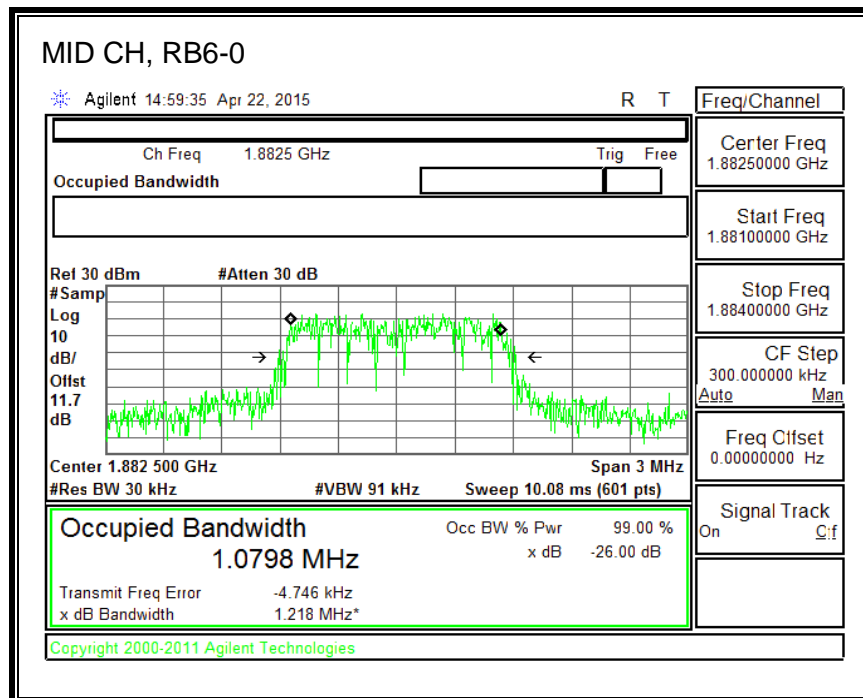 MID CH, RB6-0
Agilent 14:59:35 Apr 22, 2015 R T
Freq/Channel
Ch Freq 1.8825 GHz Trig Free
Occupied Bandwidth
Center Freq
1.88250000 GHz
Start Freq
1.88100000 GHz
Stop Freq
1.88400000 GHz
CF Step
300.000000 kHz
Auto Man
Freq Offset
0.00000000 Hz
Signal Track
On Off
Ref 30 dBm #Atten 30 dB
#Samp
Log
10
dB/
Offst
11.7
dB
Center 1.882 500 GHz Span 3 MHz
#Res BW 30 kHz #VBW 91 kHz Sweep 10.08 ms (601 pts)
Occupied Bandwidth Occ BW % Pwr 99.00 %
1.0798 MHz x dB -26.00 dB
Transmit Freq Error -4.746 kHz
x dB Bandwidth 1.218 MHz*
Copyright 2000-2011 Agilent Technologies